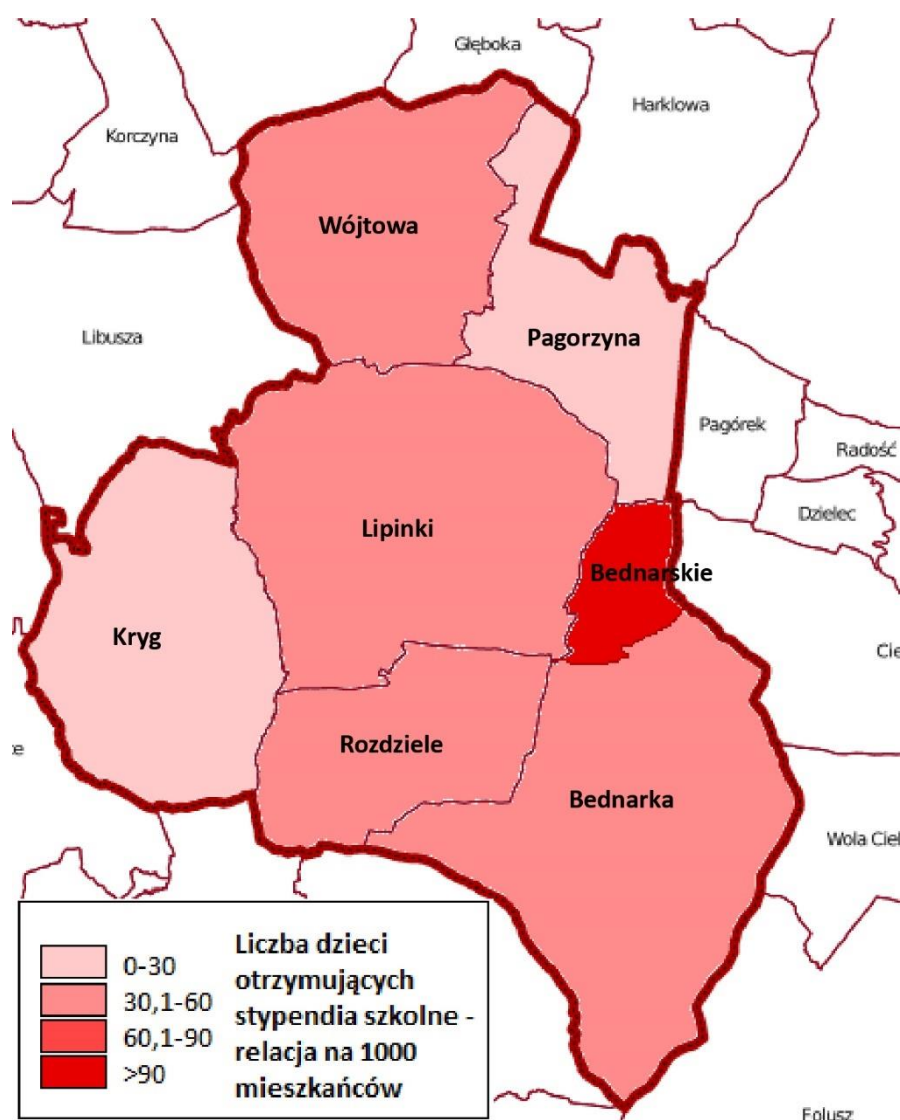 Głęboka
Harklowa
Korczyna
Wójtowa
Libusza
Pagorzyna
Pagórek
Radość
Dzielec
Lipinki
Bednarskie
Kryg
Cie
Rozdziele
Bednarka
Wola Ciel
0-30
30,1-60
60,1-90
>90
Liczba dzieci
otrzymujących
stypendia szkolne -
relacja na 1000
mieszkańców
Folusz